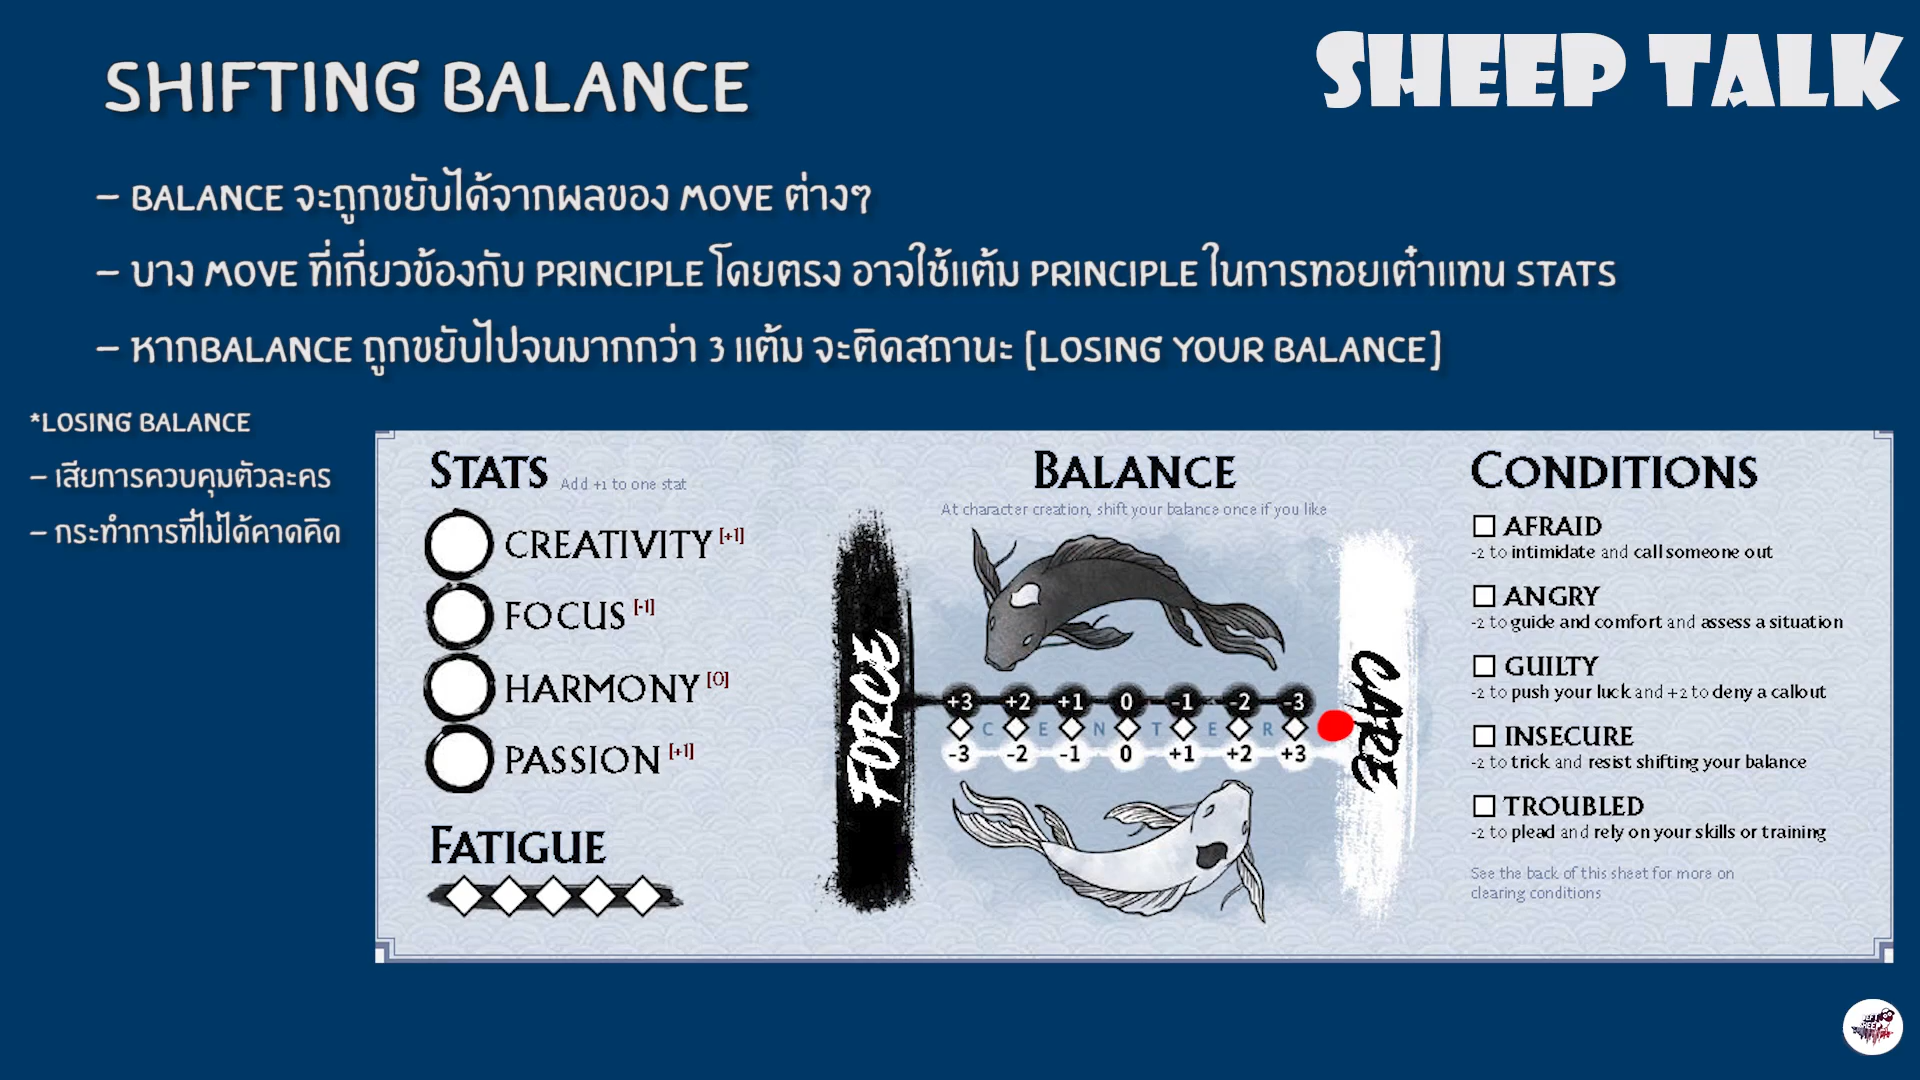 SHIFTING BALANCE
SHEEP TALK
– BALANCE จะถูกขยับได้จากผลของ MOVE ต่างๆ
– บาง MOVE ที่เกี่ยวข้องกับ PRINCIPLE โดยตรง อาจใช้แต้ม PRINCIPLE ในการทอยเต๋าแทน STATS
– หากBALANCE ถูกขยับไปจนมากกว่า 3 แต้ม จะติดสถานะ [LOSING YOUR BALANCE]
*LOSING BALANCE
– เสียการควบคุมตัวละคร
– กระทำการที่ไม่ได้คาดคิด
STATS Add +1 to one stat
CREATIVITY [+1]
FOCUS [-1]
HARMONY [0]
PASSION [+1]
FATIGUE
BALANCE
At character creation, shift your balance once if you like
FORCE
+3 +2 +1 0 -1 -2 -3
C E N T E R
-3 -2 -1 0 +1 +2 +3
CARE
CONDITIONS
AFRAID
-2 to intimidate and call someone out
ANGRY
-2 to guide and comfort and assess a situation
GUILTY
-2 to push your luck and +2 to deny a callout
INSECURE
-2 to trick and resist shifting your balance
TROUBLED
-2 to plead and rely on your skills or training
See the back of this sheet for more on
clearing conditions